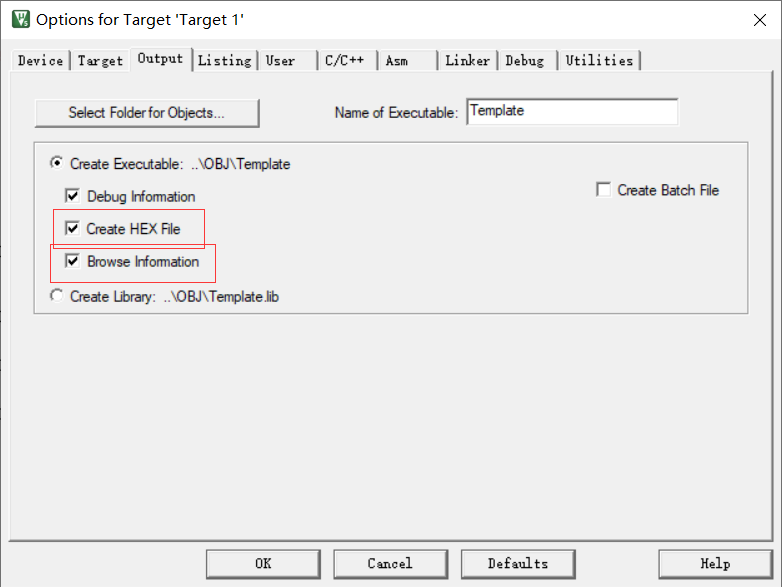 Options for Target 'Target 1'
Device Target Output Listing User C/C++ Asm Linker Debug Utilities
Select Folder for Objects... Name of Executable: Template
Create Executable: ..\OBJ\Template
Debug Information Create Batch File
Create HEX File
Browse Information
Create Library: ..\OBJ\Template.lib
OK Cancel Defaults Help